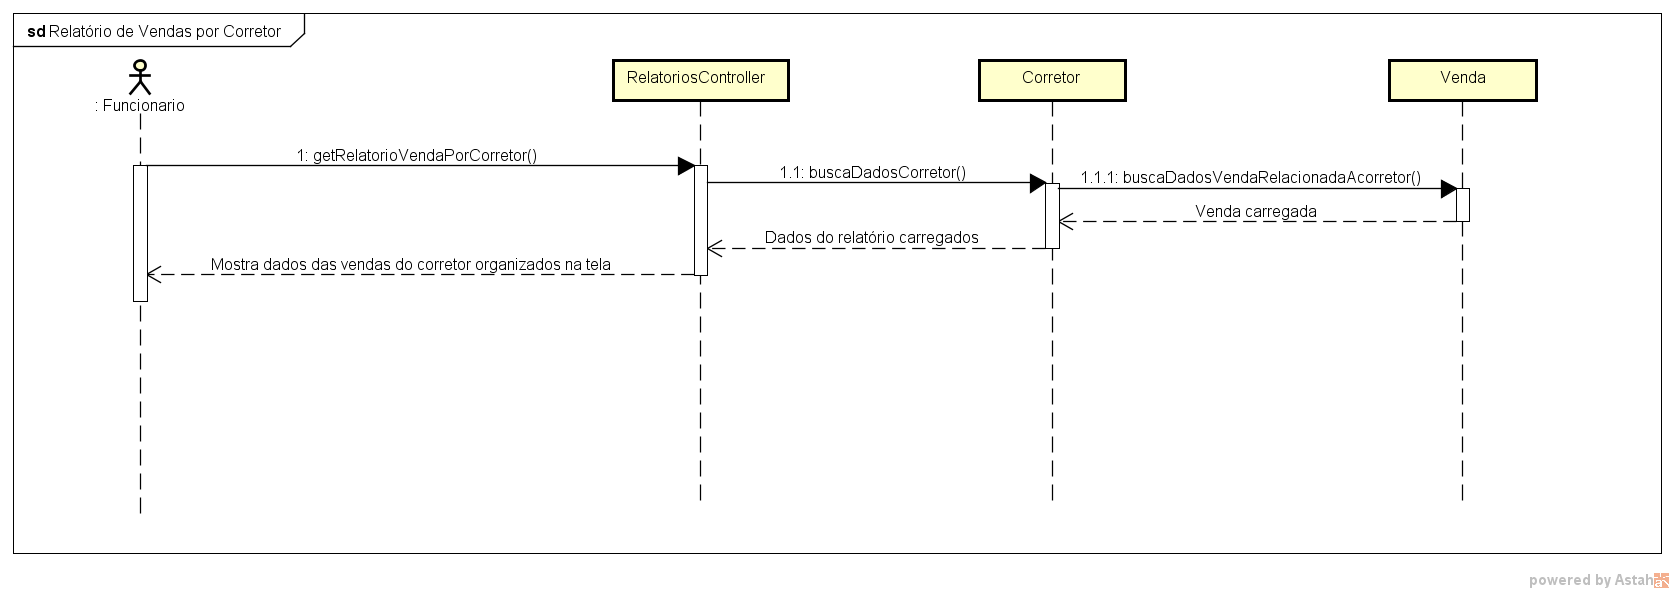 sd Relatório de Vendas por Corretor
: Funcionario
RelatoriosController
Corretor
Venda
1: getRelatorioVendaPorCorretor()
1.1: buscaDadosCorretor()
1.1.1: buscaDadosVendaRelacionadaAcorretor()
Venda carregada
Dados do relatório carregados
Mostra dados das vendas do corretor organizados na tela
powered by Astah